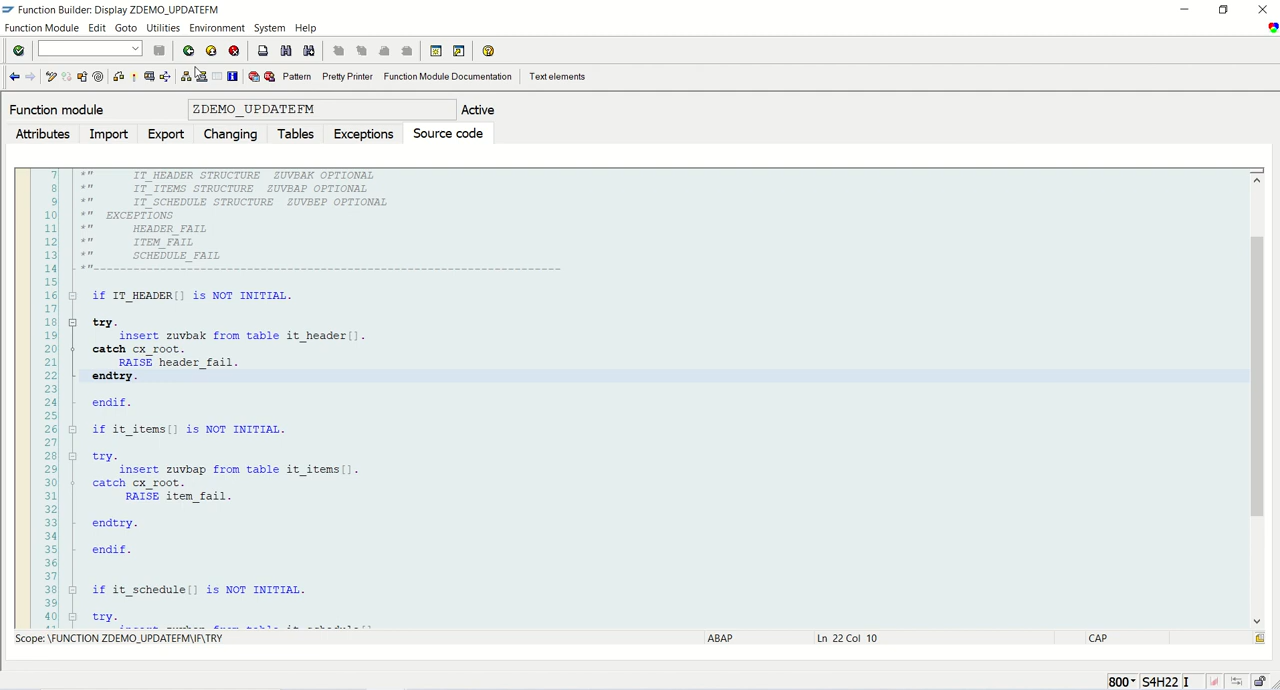 Function Builder: Display ZDEMO_UPDATEFM
Function Module Edit Goto Utilities Environment System Help
Pattern Pretty Printer Function Module Documentation Text elements
Function module ZDEMO_UPDATEFM Active
Attributes Import Export Changing Tables Exceptions Source code
7 *" IT_HEADER STRUCTURE ZUVBAK OPTIONAL
8 *" IT_ITEMS STRUCTURE ZUVBAP OPTIONAL
9 *" IT_SCHEDULE STRUCTURE ZUVBEP OPTIONAL
10 *" EXCEPTIONS
11 *" HEADER_FAIL
12 *" ITEM_FAIL
13 *" SCHEDULE_FAIL
14 *"----------------------------------------------------------------------
15
16 if IT_HEADER[] is NOT INITIAL.
17
18 try.
19 insert zuvbak from table it_header[].
20 catch cx_root.
21 RAISE header_fail.
22 endtry.
23
24 endif.
25
26 if it_items[] is NOT INITIAL.
27
28 try.
29 insert zuvbap from table it_items[].
30 catch cx_root.
31 RAISE item_fail.
32
33 endtry.
34
35 endif.
36
37
38 if it_schedule[] is NOT INITIAL.
39
40 try.
Scope: \FUNCTION ZDEMO_UPDATEFM\IF\TRY ABAP Ln 22 Col 10 CAP
800 S4H22 I